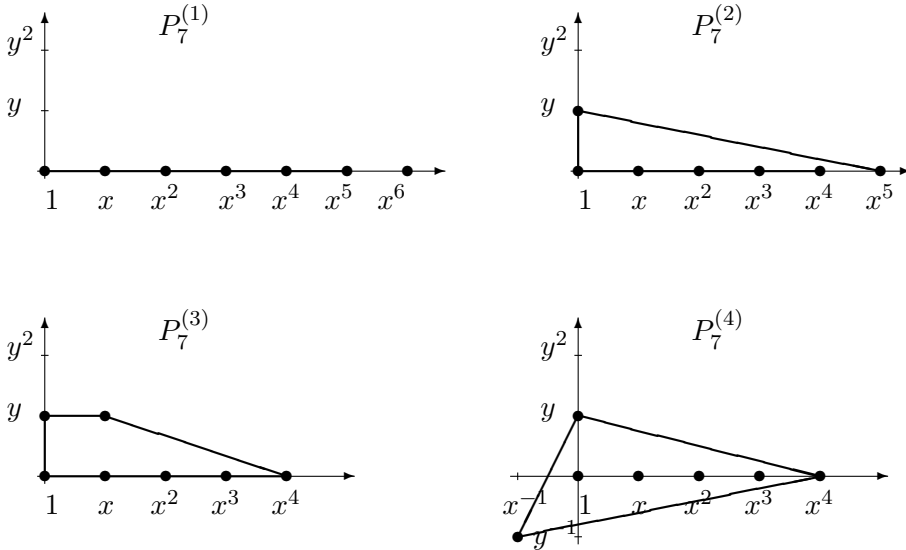 $P_7^{(1)}$
$y^2$
$y$
$1$ $x$ $x^2$ $x^3$ $x^4$ $x^5$ $x^6$
$P_7^{(2)}$
$y^2$
$y$
$1$ $x$ $x^2$ $x^3$ $x^4$ $x^5$
$P_7^{(3)}$
$y^2$
$y$
$1$ $x$ $x^2$ $x^3$ $x^4$
$P_7^{(4)}$
$y^2$
$y$
$x^{-1}$ $1$ $x$ $x^2$ $x^3$ $x^4$
$y^{-1}$